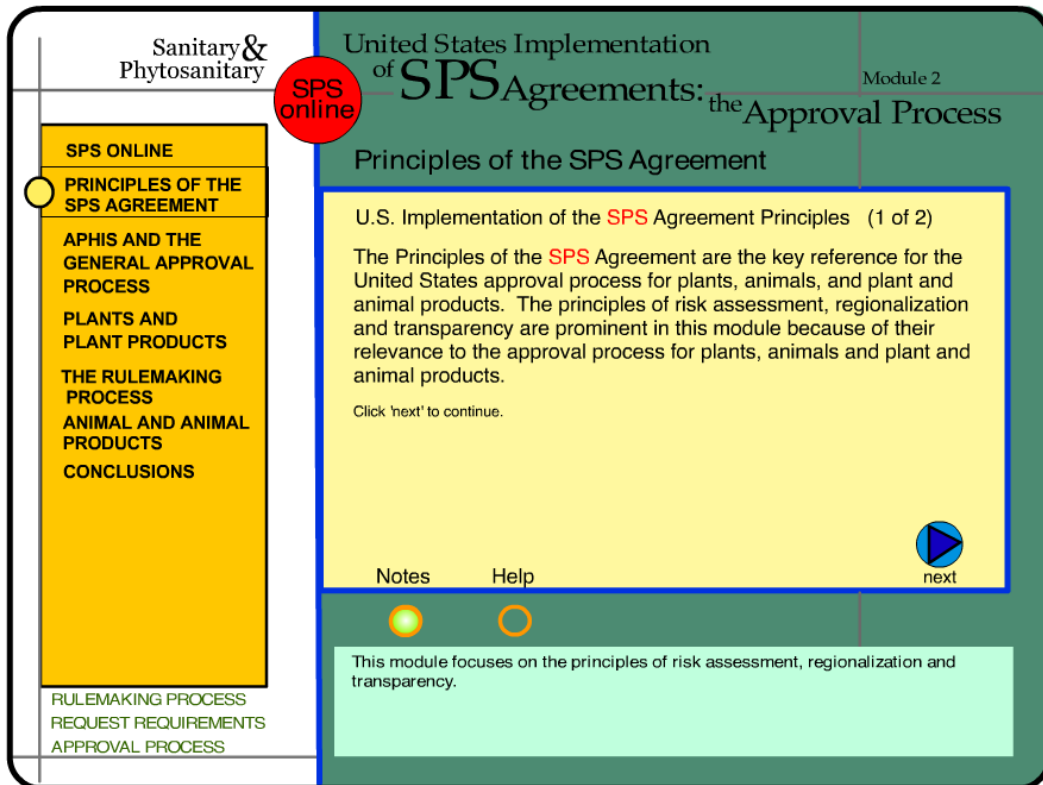 Sanitary &
Phytosanitary
SPS
online
United States Implementation
of SPS Agreements:
Module 2
the Approval Process
Principles of the SPS Agreement
SPS ONLINE
PRINCIPLES OF THE
SPS AGREEMENT
APHIS AND THE
GENERAL APPROVAL
PROCESS
PLANTS AND
PLANT PRODUCTS
THE RULEMAKING
PROCESS
ANIMAL AND ANIMAL
PRODUCTS
CONCLUSIONS
RULEMAKING PROCESS
REQUEST REQUIREMENTS
APPROVAL PROCESS
U.S. Implementation of the SPS Agreement Principles (1 of 2)
The Principles of the SPS Agreement are the key reference for the
United States approval process for plants, animals, and plant and
animal products. The principles of risk assessment, regionalization
and transparency are prominent in this module because of their
relevance to the approval process for plants, animals and plant and
animal products.
Click 'next' to continue.
next
Notes
Help
This module focuses on the principles of risk assessment, regionalization and
transparency.